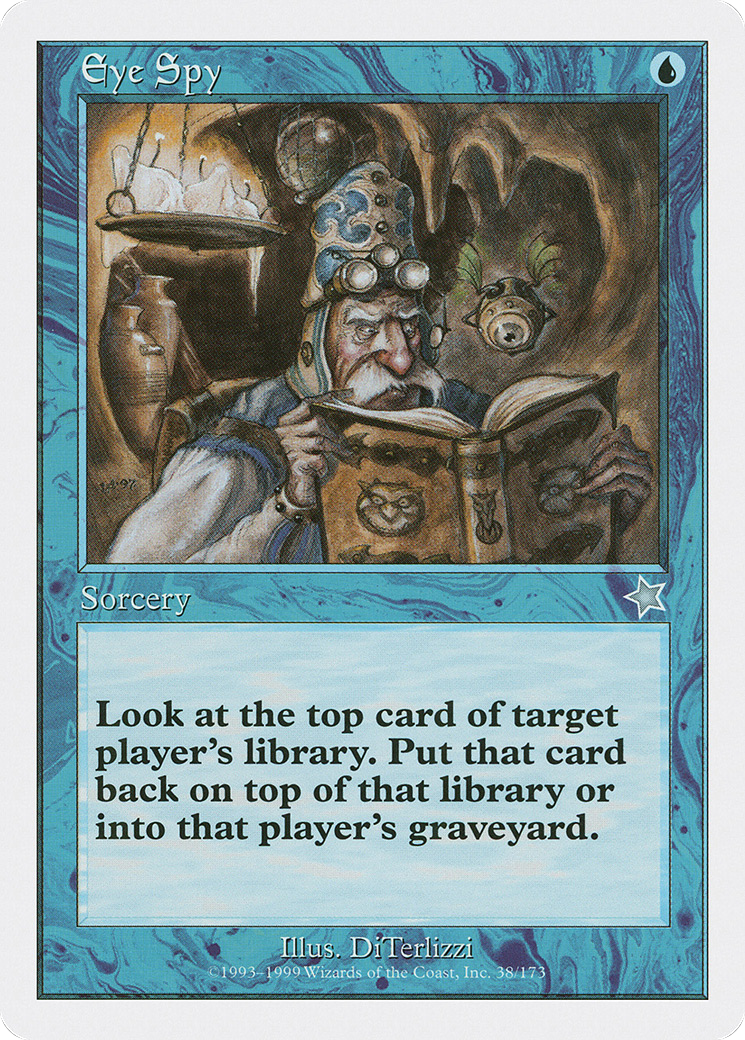 Eye Spy
Sorcery
Look at the top card of target
player's library. Put that card
back on top of that library or
into that player's graveyard.
Illus. DiTerlizzi
©1993–1999 Wizards of the Coast, Inc. 38/173